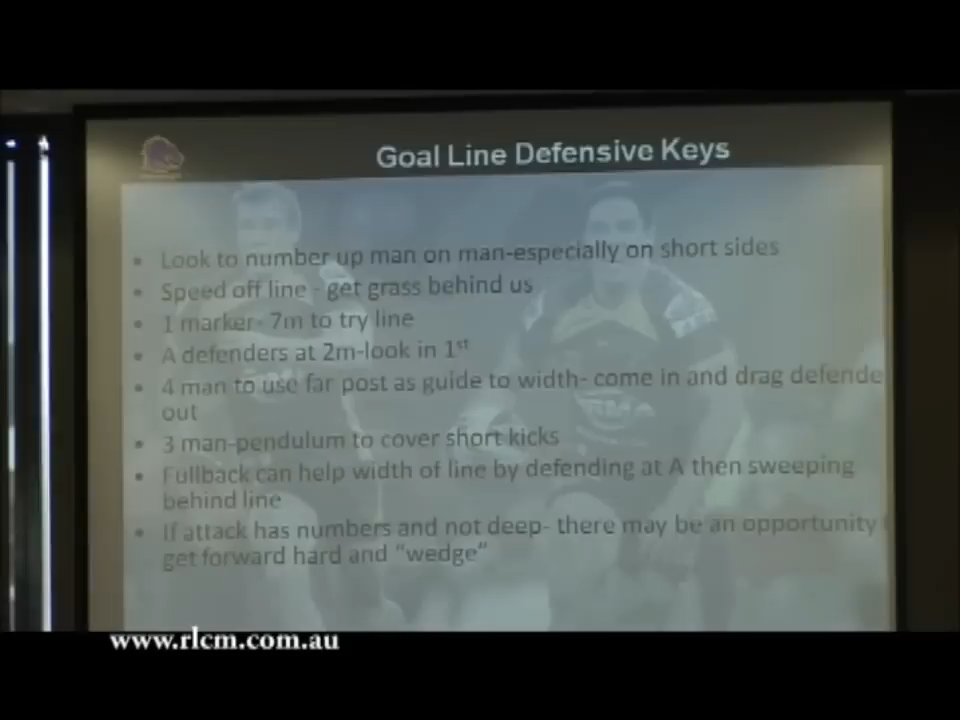 Goal Line Defensive Keys
• Look to number up man on man-especially on short sides
• Speed off line - get grass behind us
• 1 marker- 7m to try line
• A defenders at 2m-look in 1st
• 4 man to use far post as guide to width- come in and drag defende
out
• 3 man-pendulum to cover short kicks
• Fullback can help width of line by defending at A then sweeping
behind line
• If attack has numbers and not deep- there may be an opportunity
get forward hard and “wedge”
www.rlcm.com.au